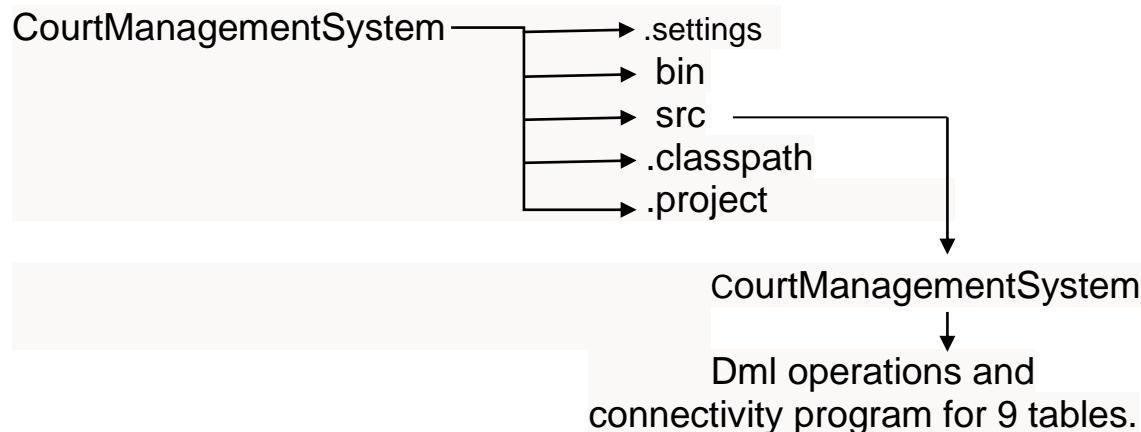 CourtManagementSystem
.settings
bin
src
.classpath
.project
CourtManagementSystem
Dml operations and
connectivity program for 9 tables.